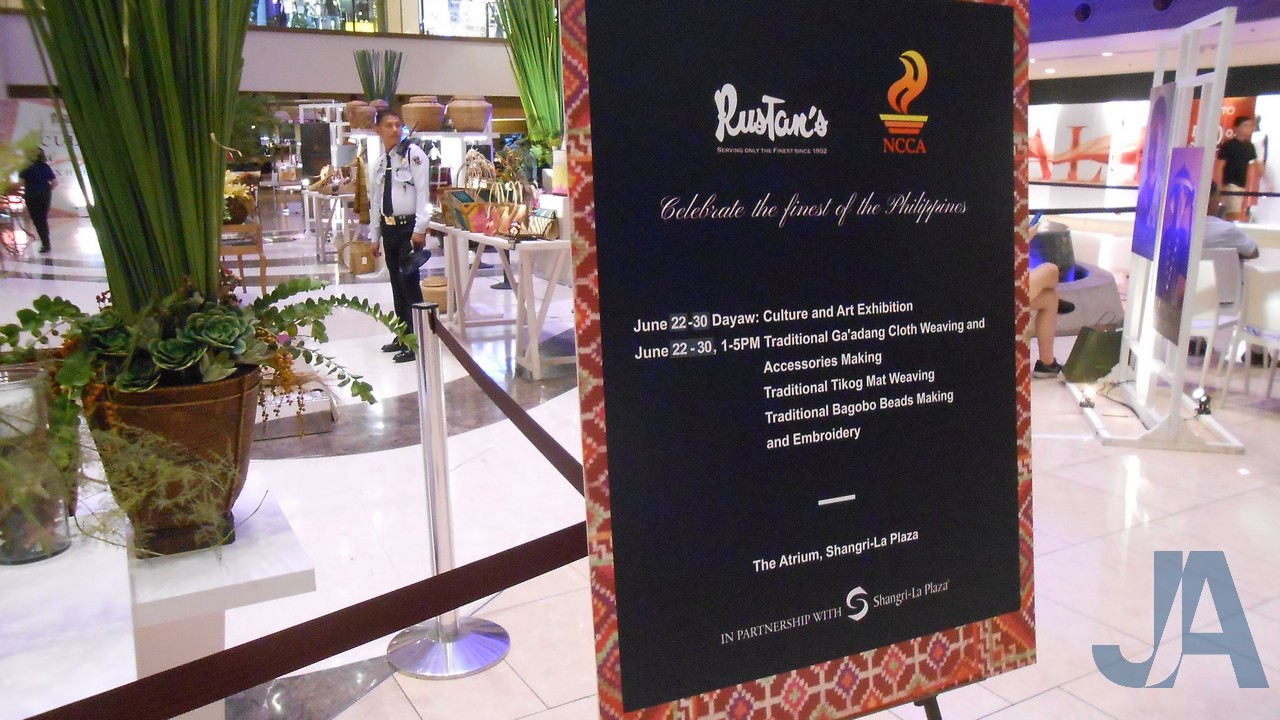 Rustan's
SERVING ONLY THE FINEST SINCE 1952
NCCA
Celebrate the finest of the Philippines
June 22-30 Dayaw: Culture and Art Exhibition
June 22 - 30, 1-5PM Traditional Ga'adang Cloth Weaving and
Accessories Making
Traditional Tikog Mat Weaving
Traditional Bagobo Beads Making
and Embroidery
The Atrium, Shangri-La Plaza
IN PARTNERSHIP WITH Shangri-La Plaza
JA